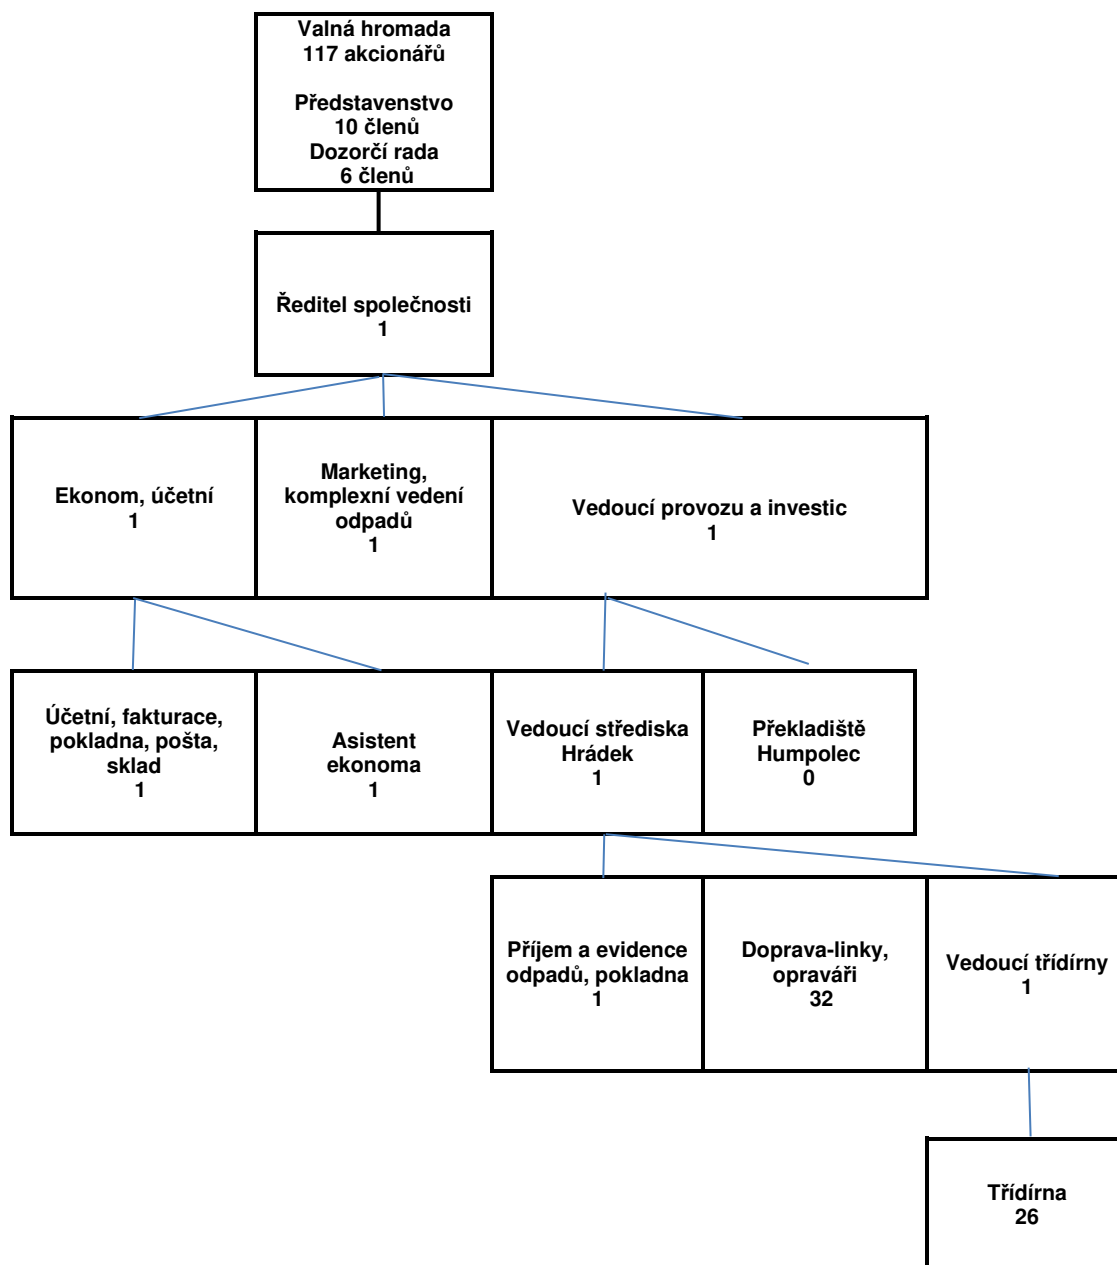 Valná hromada
117 akcionářů
Představenstvo
10 členů
Dozorčí rada
6 členů
Ředitel společnosti
1
Ekonom, účetní
1
Marketing,
komplexní vedení
odpadů
1
Vedoucí provozu a investic
1
Účetní, fakturace,
pokladna, pošta,
sklad
1
Asistent
ekonoma
1
Vedoucí střediska
Hrádek
1
Překladiště
Humpolec
0
Příjem a evidence
odpadů, pokladna
1
Doprava-linky,
opraváři
32
Vedoucí třídírny
1
Třídírna
26